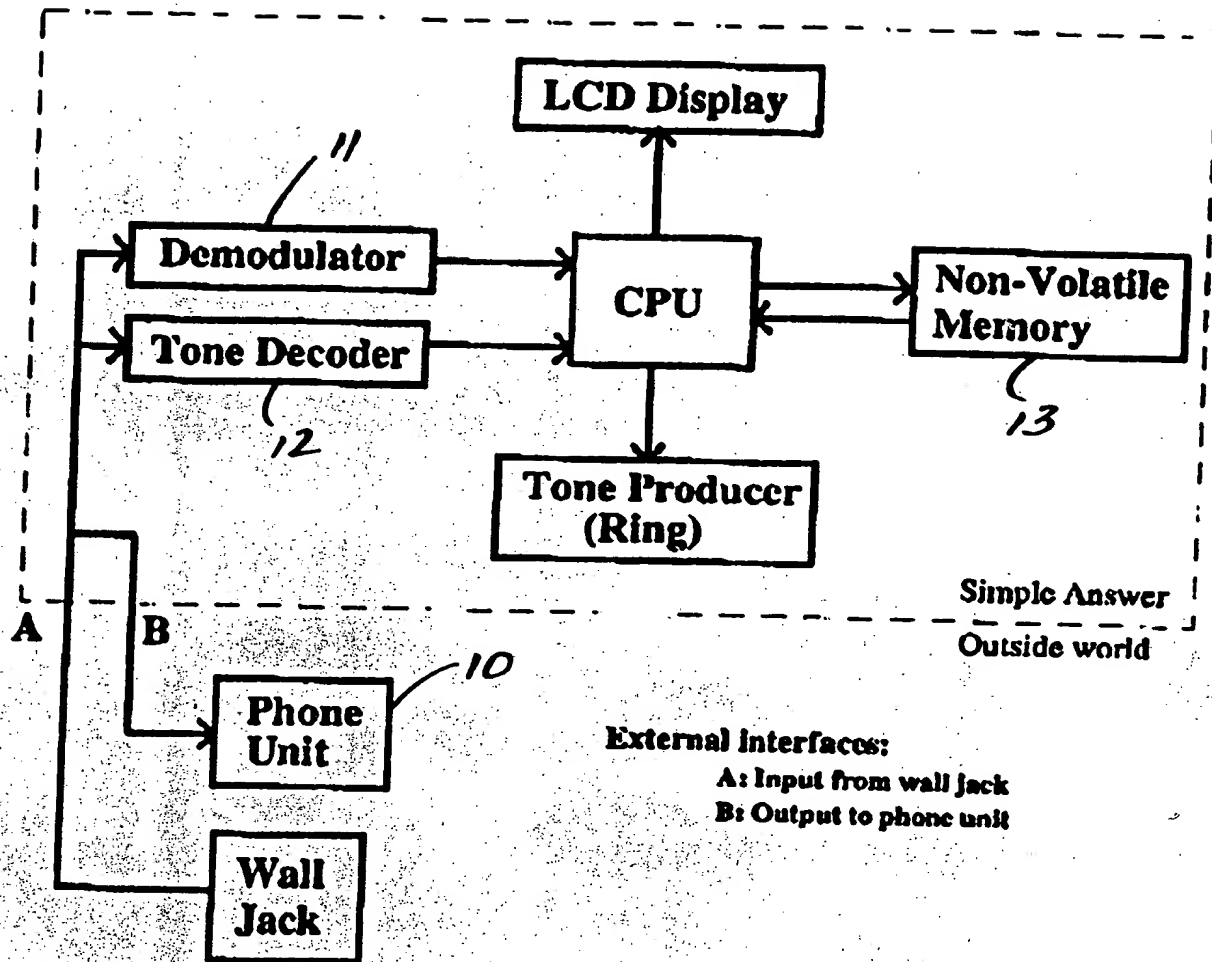 LCD Display
11
Demodulator
CPU
Non-Volatile
Memory
Tone Decoder
12
13
Tone Producer
(Ring)
Simple Answer
A
B
Outside world
10
Phone
Unit
External interfaces:
A: Input from wall jack
B: Output to phone unit
Wall
Jack